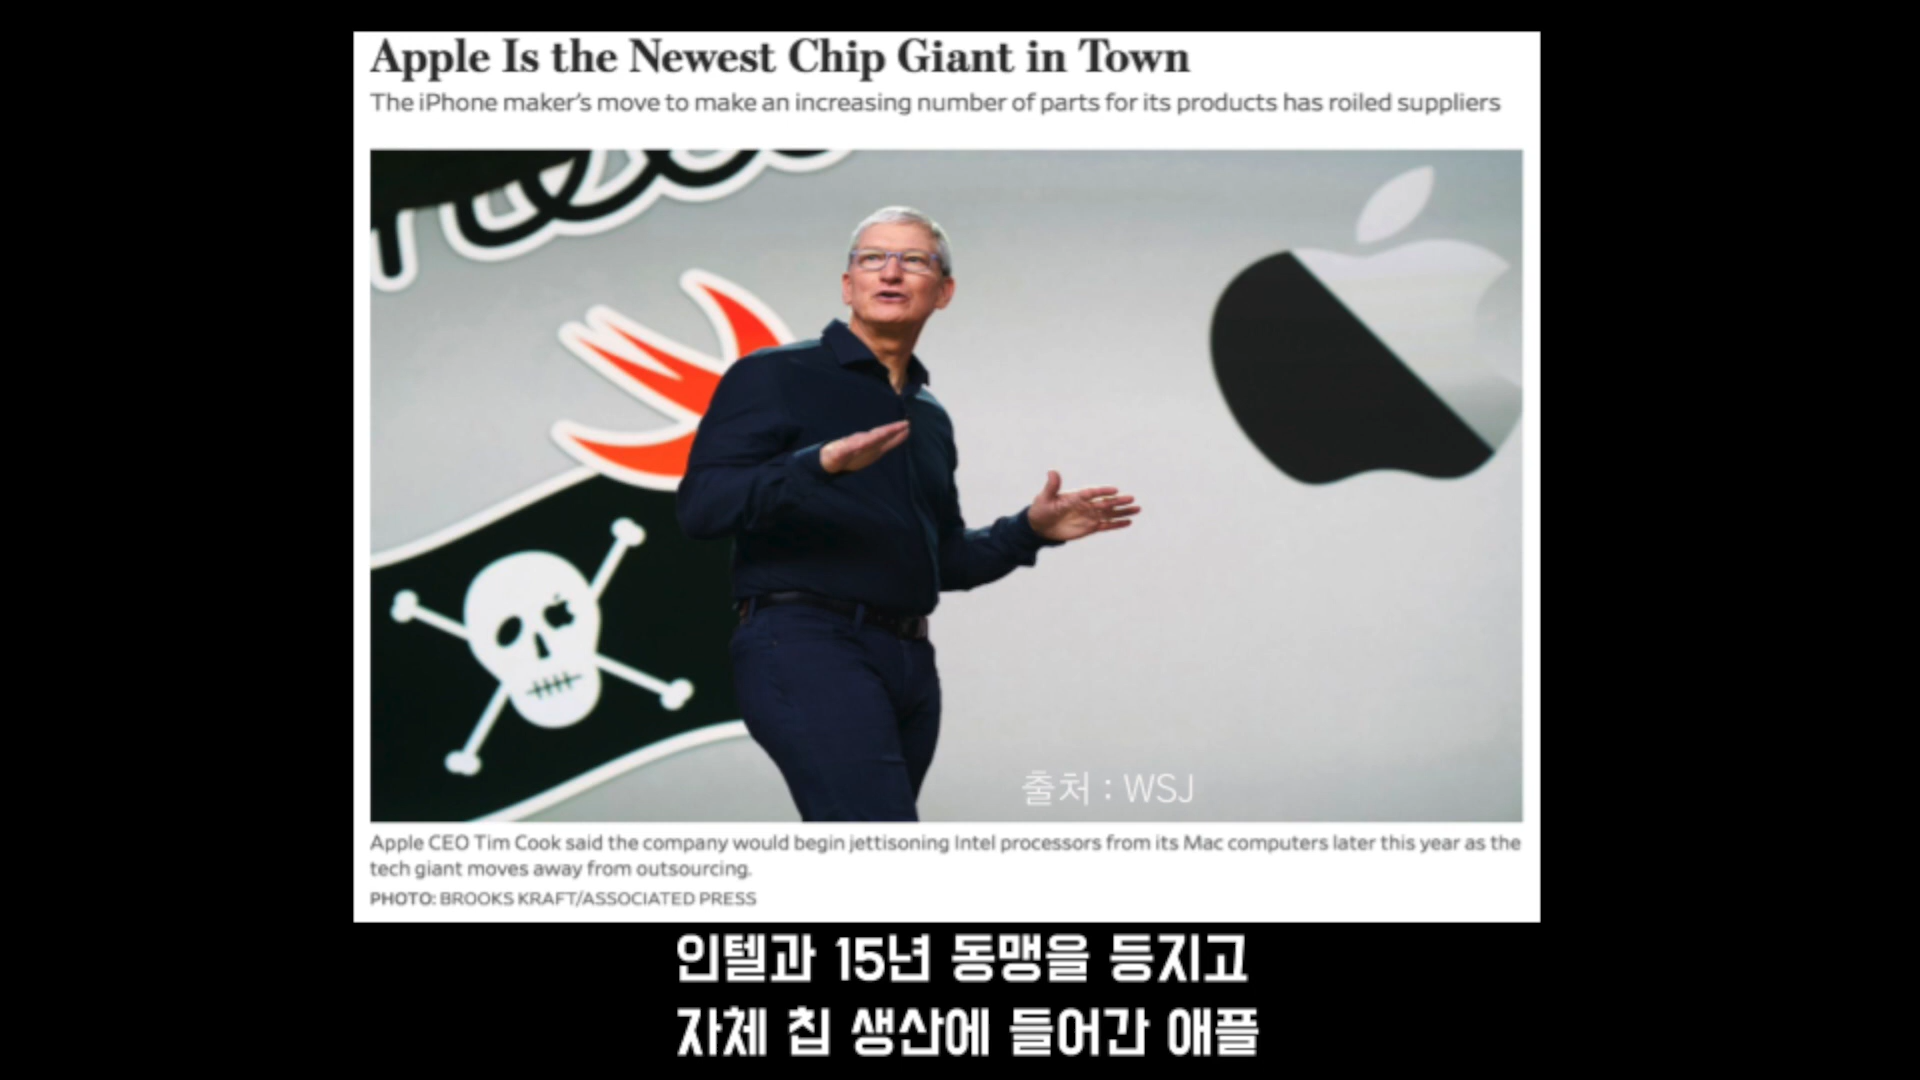 Apple Is the Newest Chip Giant in Town
The iPhone maker's move to make an increasing number of parts for its products has roiled suppliers
출처 : WSJ
Apple CEO Tim Cook said the company would begin jettisoning Intel processors from its Mac computers later this year as the
tech giant moves away from outsourcing.
PHOTO: BROOKS KRAFT/ASSOCIATED PRESS
인텔과 15년 동맹을 등지고
자체 칩 생산에 들어간 애플